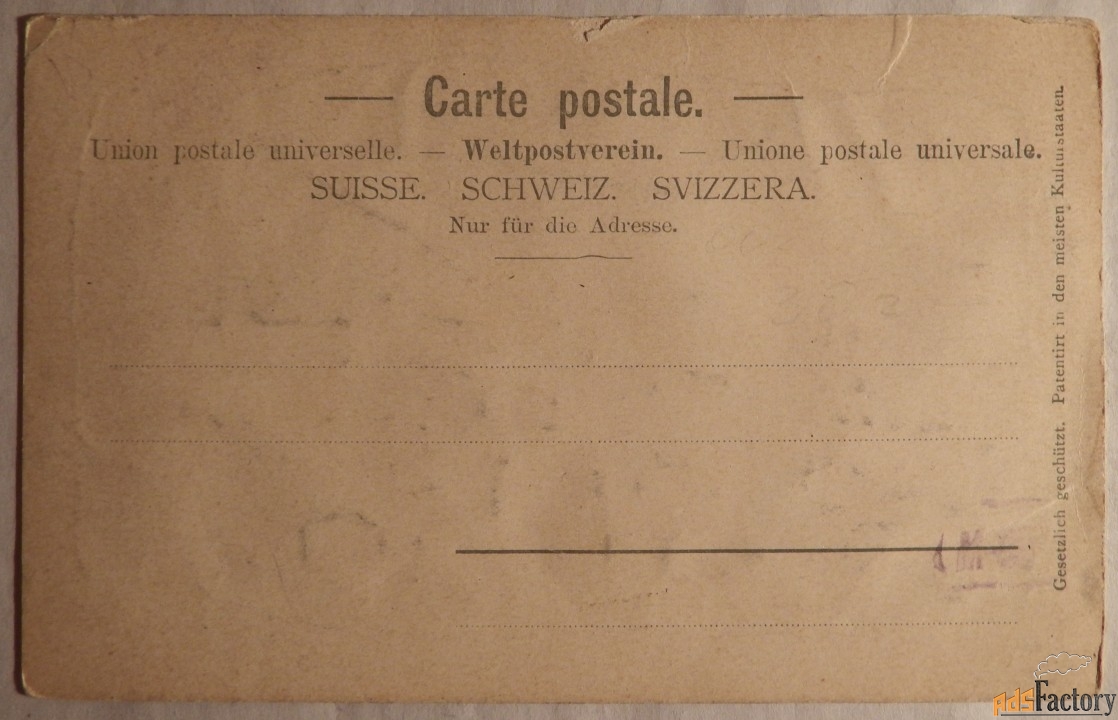 — Carte postale. —
Union postale universelle. — Weltpostverein. — Unione postale universale.
SUISSE. SCHWEIZ. SVIZZERA.
Nur für die Adresse.
Gesetzlich geschützt. Patentirt in den meisten Kulturstaaten.
AdsFactory